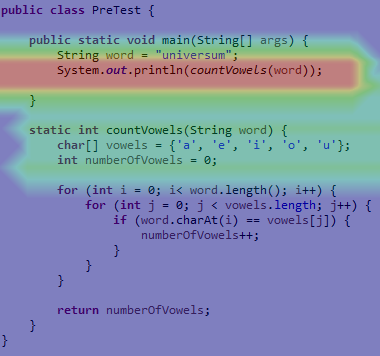 public class PreTest {
    public static void main(String[] args) {
        String word = "universum";
        System.out.println(countVowels(word));
    }
    static int countVowels(String word) {
        char[] vowels = {'a', 'e', 'i', 'o', 'u'};
        int numberOfVowels = 0;
        for (int i = 0; i< word.length(); i++) {
            for (int j = 0; j < vowels.length; j++) {
                if (word.charAt(i) == vowels[j]) {
                    numberOfVowels++;
                }
            }
        }
        return numberOfVowels;
    }
}